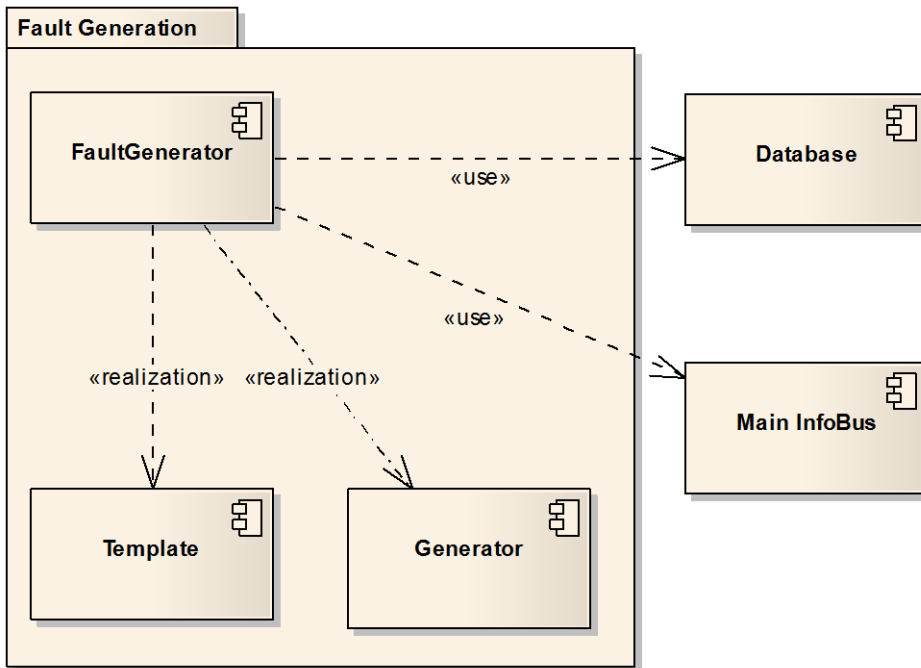 Fault Generation
FaultGenerator
Database
«use»
«use»
Main InfoBus
«realization»
«realization»
Template
Generator